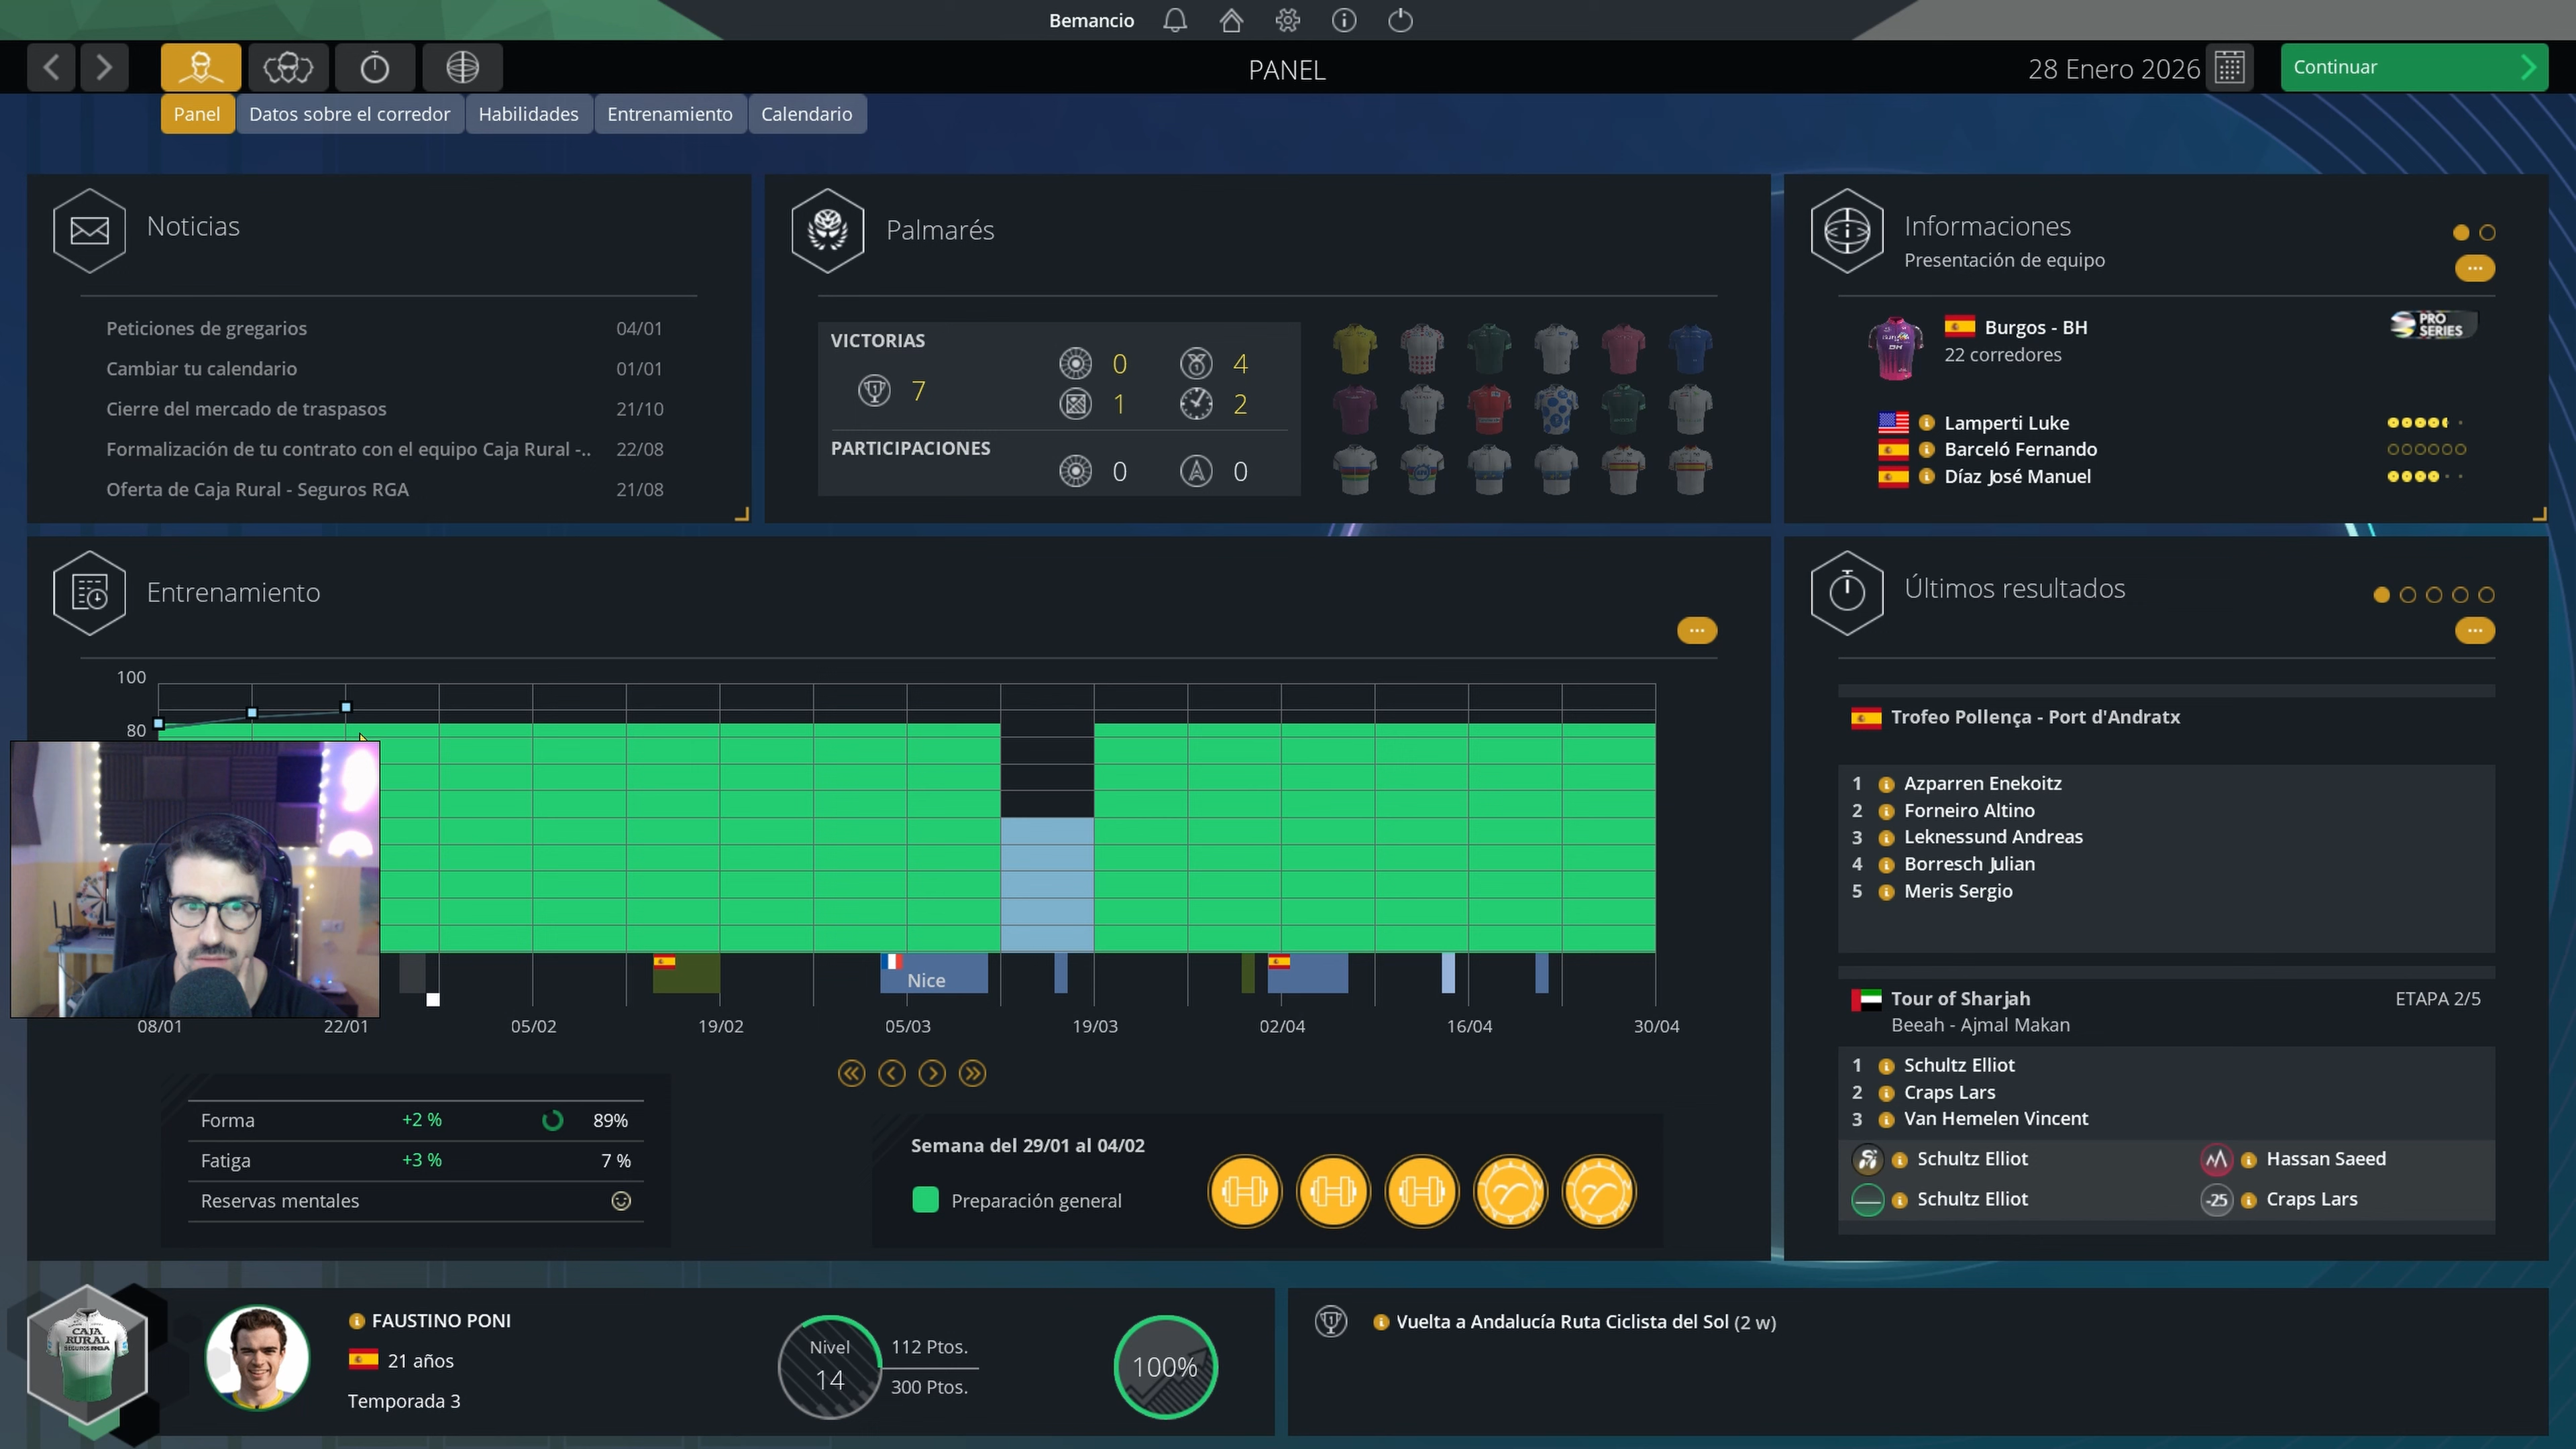 Bemancio
PANEL
28 Enero 2026
Continuar
Panel
Datos sobre el corredor
Habilidades
Entrenamiento
Calendario
Noticias
Peticiones de gregarios 04/01
Cambiar tu calendario 01/01
Cierre del mercado de traspasos 21/10
Formalización de tu contrato con el equipo Caja Rural -.. 22/08
Oferta de Caja Rural - Seguros RGA 21/08
Palmarés
VICTORIAS
7
0 4
1 2
PARTICIPACIONES
0 0
Informaciones
Presentación de equipo
Burgos - BH
22 corredores
PRO
SERIES
Lamperti Luke
Barceló Fernando
Díaz José Manuel
Entrenamiento
100
80
Nice
08/01 22/01 05/02 19/02 05/03 19/03 02/04 16/04 30/04
Forma +2 % 89%
Fatiga +3 % 7 %
Reservas mentales
Semana del 29/01 al 04/02
Preparación general
Últimos resultados
Trofeo Pollença - Port d'Andratx
1 Azparren Enekoitz
2 Forneiro Altino
3 Leknessund Andreas
4 Borresch Julian
5 Meris Sergio
Tour of Sharjah ETAPA 2/5
Beeah - Ajmal Makan
1 Schultz Elliot
2 Craps Lars
3 Van Hemelen Vincent
Schultz Elliot Hassan Saeed
Schultz Elliot -25 Craps Lars
CAJA
RURAL
SEGUROS RGA
FAUSTINO PONI
21 años
Temporada 3
Nivel
14
112 Ptos.
300 Ptos.
100%
Vuelta a Andalucía Ruta Ciclista del Sol (2 w)